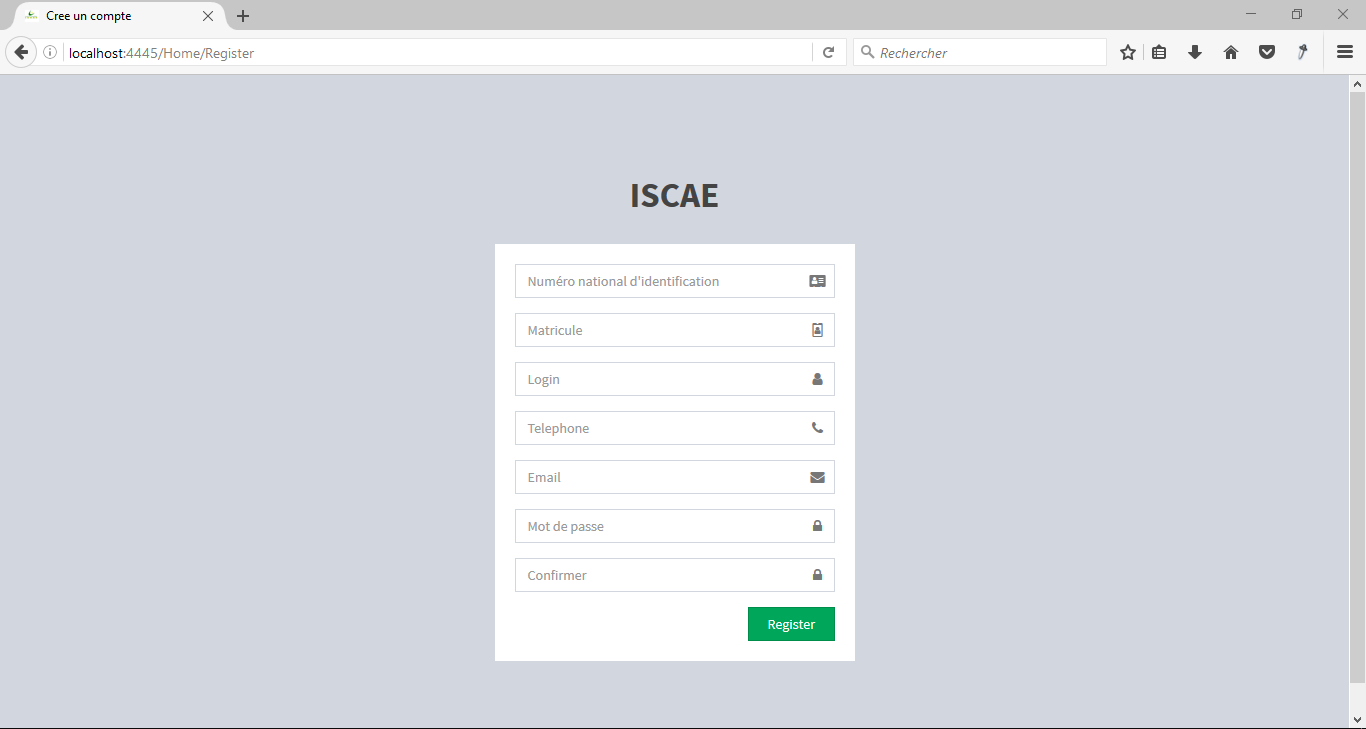 Cree un compte
localhost:4445/Home/Register
Rechercher
ISCAE
Numéro national d'identification
Matricule
Login
Telephone
Email
Mot de passe
Confirmer
Register